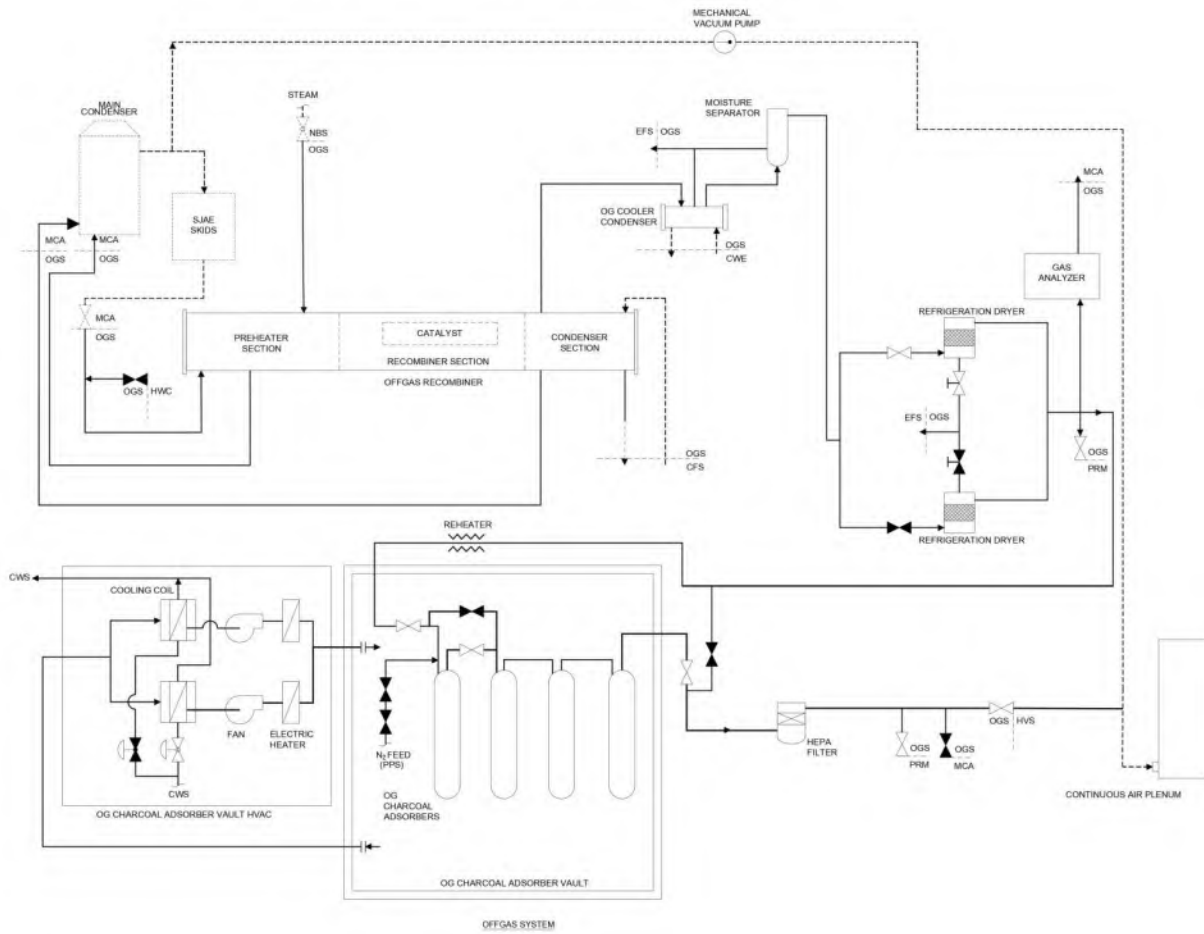 MECHANICAL
VACUUM PUMP
MAIN
CONDENSER
STEAM
NBS
OGS
MOISTURE
SEPARATOR
EFS
OGS
MCA
OGS
SJAE
SKIDS
OG COOLER
CONDENSER
MCA
OGS
MCA
OGS
OGS
CWE
GAS
ANALYZER
MCA
OGS
REFRIGERATION DRYER
PREHEATER
SECTION
CATALYST
RECOMBINER SECTION
CONDENSER
SECTION
OFFGAS RECOMBINER
OGS
HWC
EFS
OGS
OGS
PRM
OGS
CFS
REFRIGERATION DRYER
REHEATER
CWS
COOLING COIL
FAN
ELECTRIC
HEATER
CWS
OG CHARCOAL ADSORBER VAULT HVAC
N2 FEED
(PPS)
OG
CHARCOAL
ADSORBERS
OG CHARCOAL ADSORBER VAULT
HEPA
FILTER
OGS
PRM
OGS
MCA
OGS
HVS
CONTINUOUS AIR PLENUM
OFFGAS SYSTEM